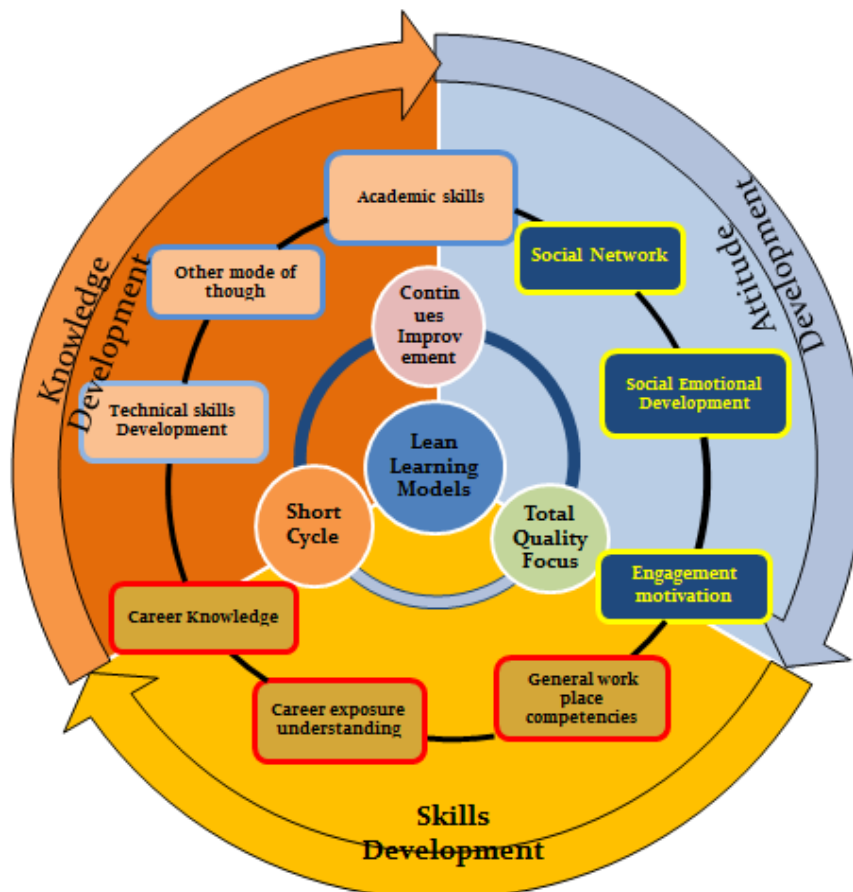 Academic skills
Social Network
Other mode of
though
Contin
ues
Improv
ement
Knowledge
Development
Attitude
Development
Social Emotional
Development
Technical skills
Development
Lean
Learning
Models
Short
Cycle
Total
Quality
Focus
Engagement
motivation
Career Knowledge
General work
place
competencies
Career exposure
understanding
Skills
Development